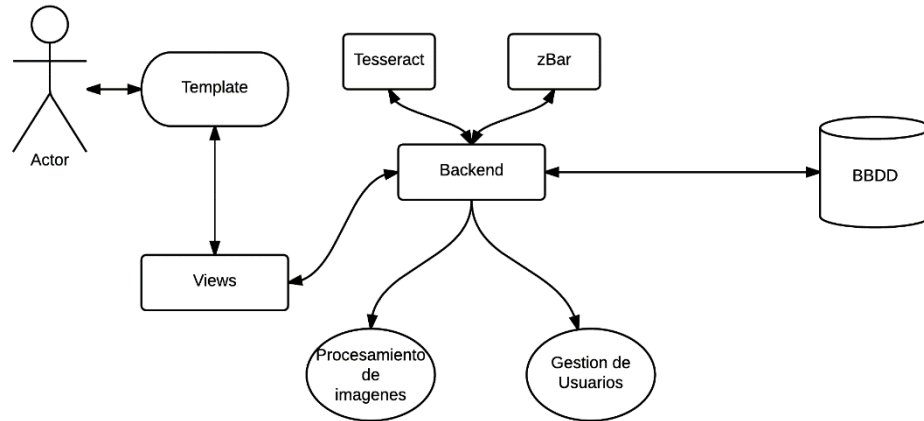 Tesseract
zBar
Template
Actor
Backend
BBDD
Views
Procesamiento
de
imagenes
Gestion de
Usuarios